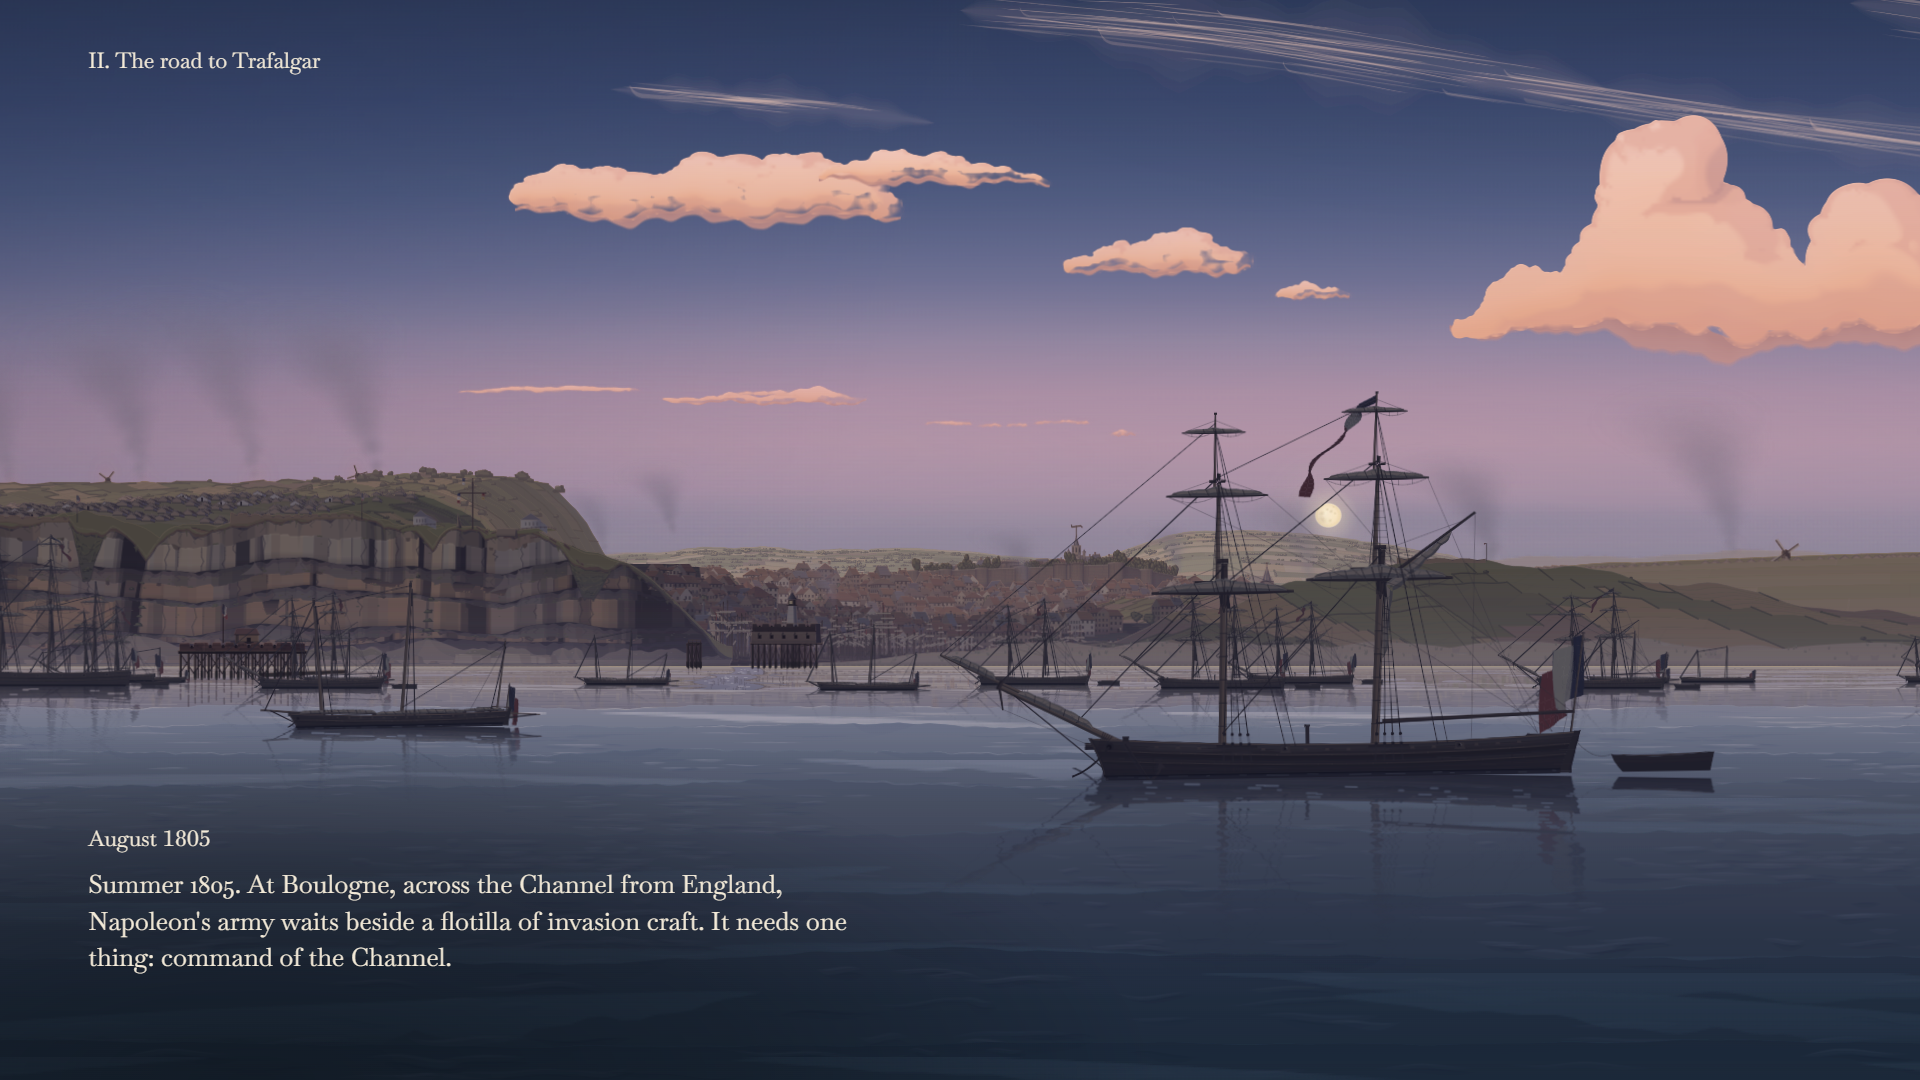 II. The road to Trafalgar
August 1805
Summer 1805. At Boulogne, across the Channel from England,
Napoleon's army waits beside a flotilla of invasion craft. It needs one
thing: command of the Channel.